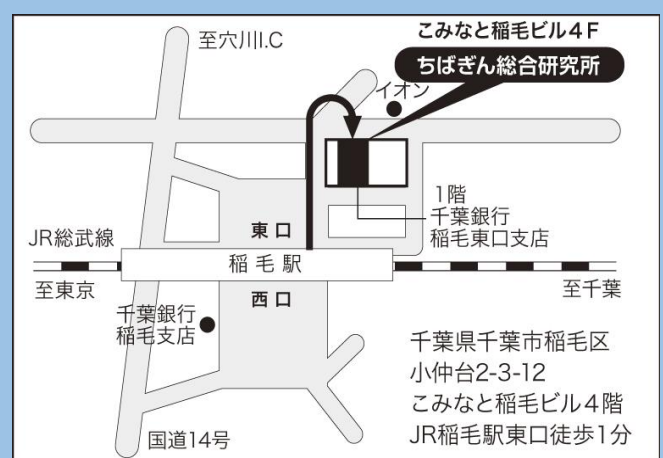 至穴川I.C
こみなと稲毛ビル4F
ちばぎん総合研究所
イオン
1階
千葉銀行
稲毛東口支店
東口
JR総武線
稲毛駅
至東京
西口
至千葉
千葉銀行
稲毛支店
国道14号
千葉県千葉市稲毛区
小仲台2-3-12
こみなと稲毛ビル4階
JR稲毛駅東口徒歩1分